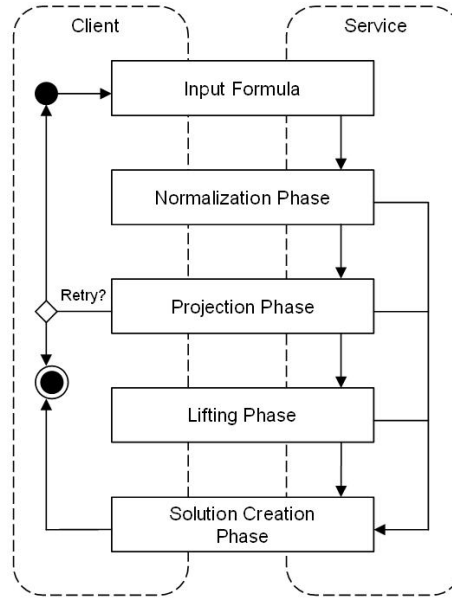 Client
Service
Input Formula
Normalization Phase
Retry?
Projection Phase
Lifting Phase
Solution Creation
Phase